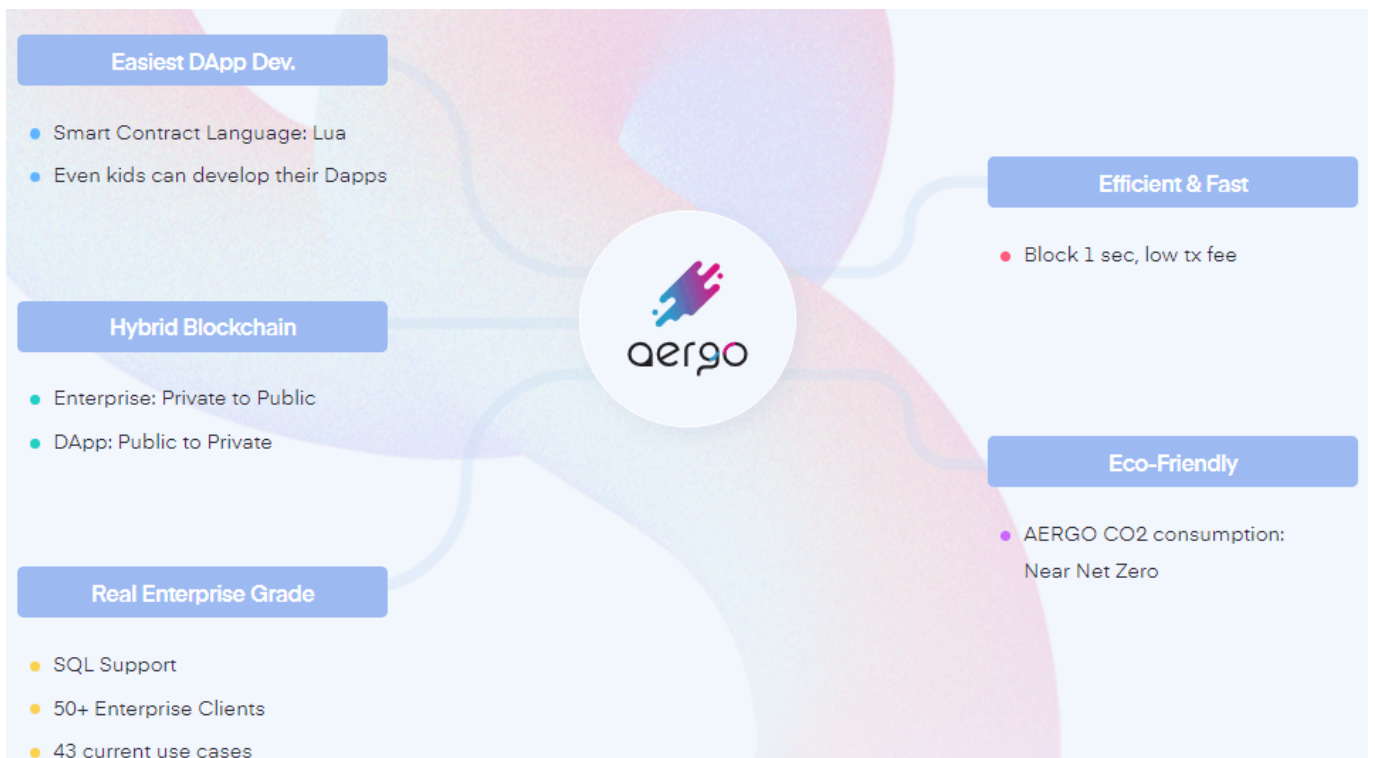 Easiest DApp Dev.
Smart Contract Language: Lua
Even kids can develop their Dapps
Hybrid Blockchain
Enterprise: Private to Public
DApp: Public to Private
Real Enterprise Grade
SQL Support
50+ Enterprise Clients
43 current use cases
aergo
Efficient & Fast
Block 1 sec, low tx fee
Eco-Friendly
AERGO CO2 consumption:
Near Net Zero